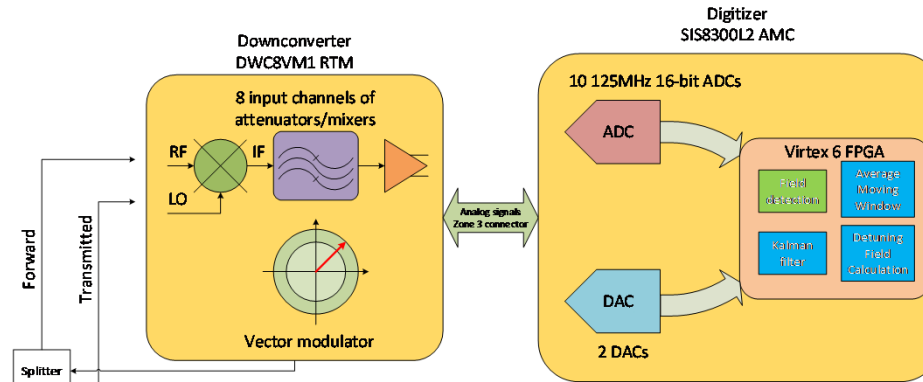 Downconverter
DWC8VM1 RTM
8 input channels of
attenuators/mixers
RF
IF
LO
Vector modulator
Forward
Transmitted
Splitter
Analog signals
Zone 3 connector
Digitizer
SIS8300L2 AMC
10 125MHz 16-bit ADCs
ADC
Virtex 6 FPGA
Field
detection
Average
Moving
Window
Kalman
filter
Detuning
Field
Calculation
DAC
2 DACs